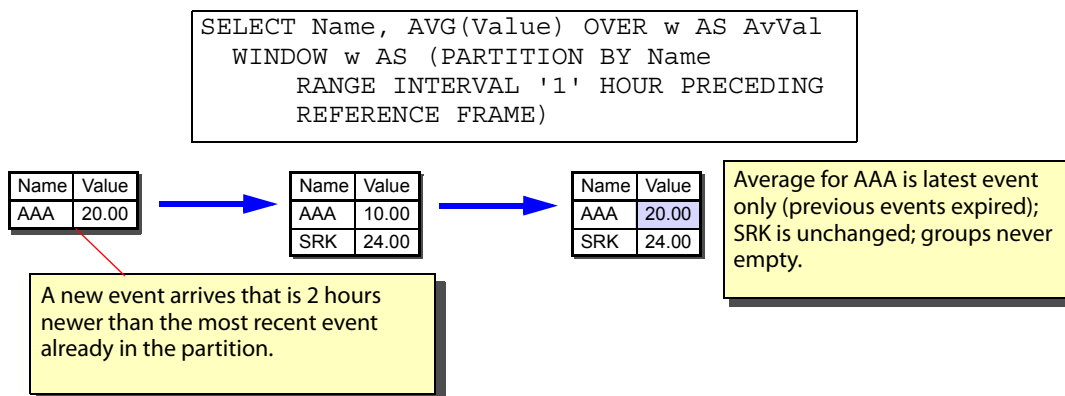 SELECT Name, AVG(Value) OVER w AS AvVal
WINDOW w AS (PARTITION BY Name
RANGE INTERVAL '1' HOUR PRECEDING
REFERENCE FRAME)
Name Value
AAA 20.00
Name Value
AAA 10.00
SRK 24.00
Name Value
AAA 20.00
SRK 24.00
Average for AAA is latest event
only (previous events expired);
SRK is unchanged; groups never
empty.
A new event arrives that is 2 hours
newer than the most recent event
already in the partition.